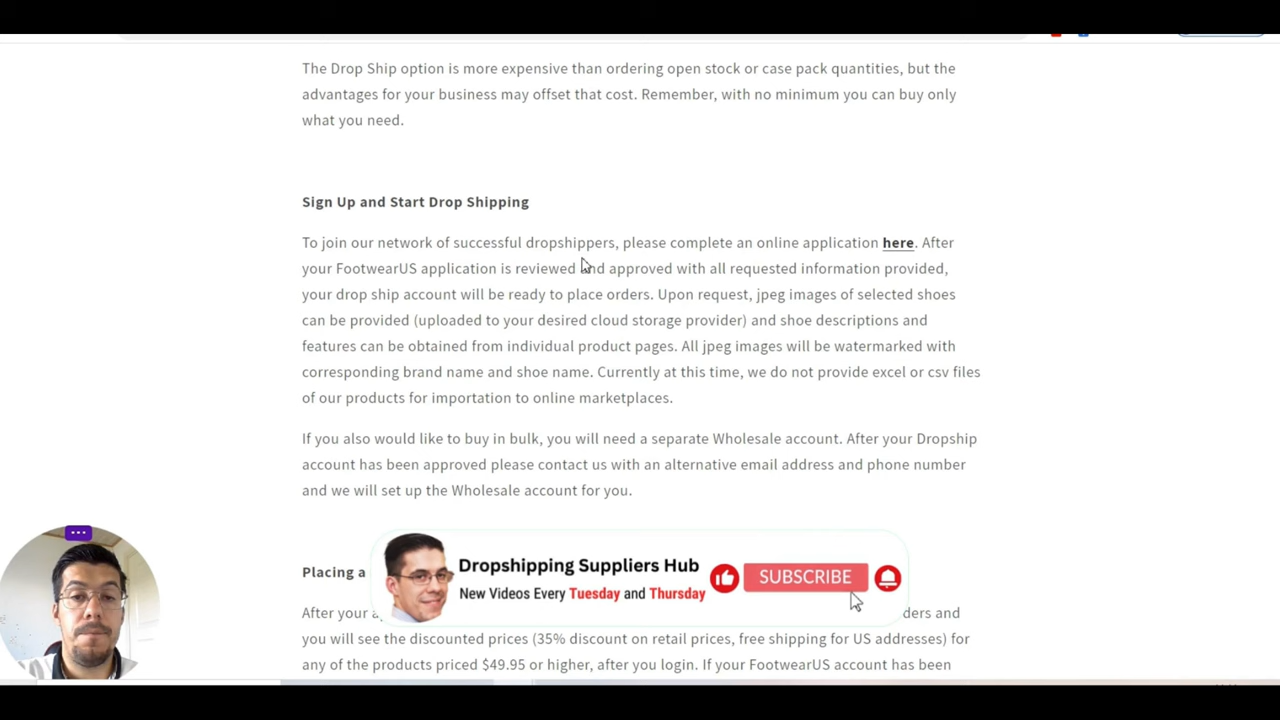 The Drop Ship option is more expensive than ordering open stock or case pack quantities, but the
advantages for your business may offset that cost. Remember, with no minimum you can buy only
what you need.
Sign Up and Start Drop Shipping
To join our network of successful dropshippers, please complete an online application here. After
your FootwearUS application is reviewed and approved with all requested information provided,
your drop ship account will be ready to place orders. Upon request, jpeg images of selected shoes
can be provided (uploaded to your desired cloud storage provider) and shoe descriptions and
features can be obtained from individual product pages. All jpeg images will be watermarked with
corresponding brand name and shoe name. Currently at this time, we do not provide excel or csv files
of our products for importation to online marketplaces.
If you also would like to buy in bulk, you will need a separate Wholesale account. After your Dropship
account has been approved please contact us with an alternative email address and phone number
and we will set up the Wholesale account for you.
Dropshipping Suppliers Hub
SUBSCRIBE
New Videos Every Tuesday and Thursday
Placing a
After your and
you will see the discounted prices (35% discount on retail prices, free shipping for US addresses) for
any of the products priced $49.95 or higher, after you login. If your FootwearUS account has been